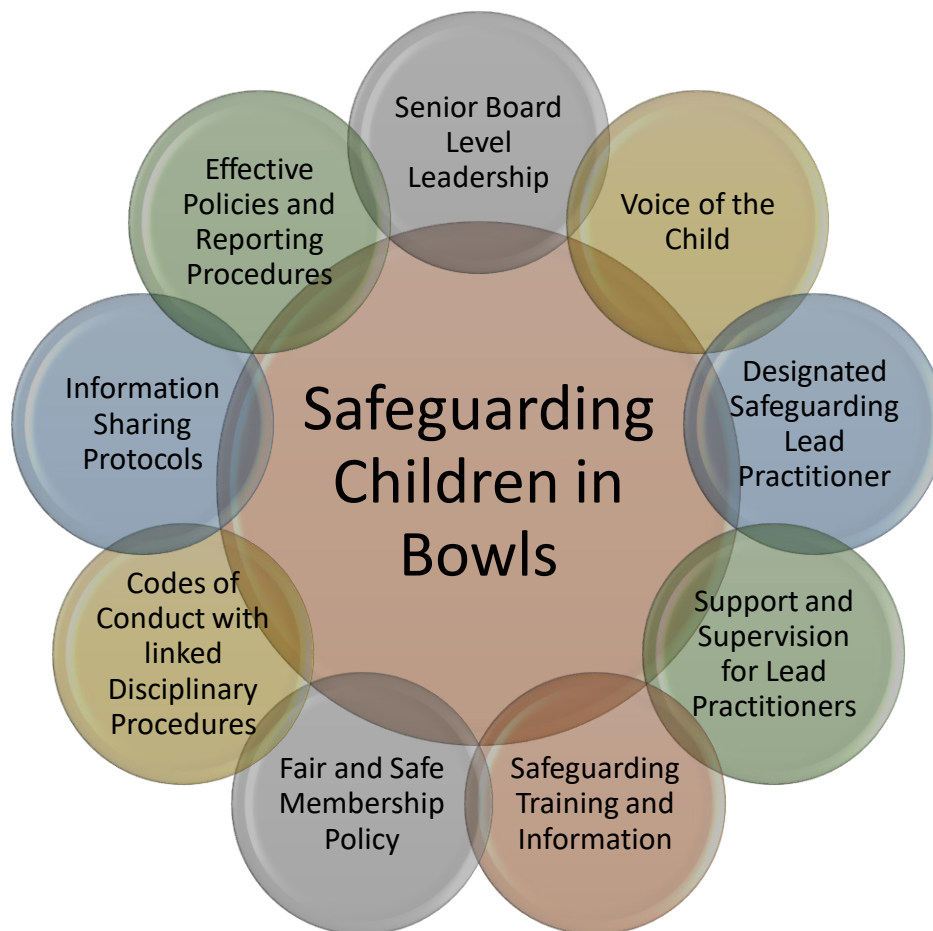 Senior Board
Level
Leadership
Voice of the
Child
Designated
Safeguarding
Lead
Practitioner
Support and
Supervision
for Lead
Practitioners
Safeguarding
Training and
Information
Fair and Safe
Membership
Policy
Codes of
Conduct with
linked
Disciplinary
Procedures
Information
Sharing
Protocols
Effective
Policies and
Reporting
Procedures
Safeguarding
Children in
Bowls